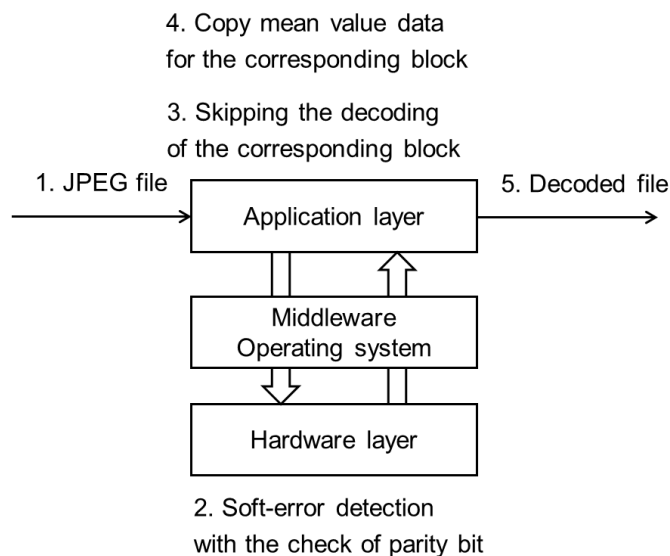 4. Copy mean value data
for the corresponding block
3. Skipping the decoding
of the corresponding block
1. JPEG file
5. Decoded file
Application layer
Middleware
Operating system
Hardware layer
2. Soft-error detection
with the check of parity bit